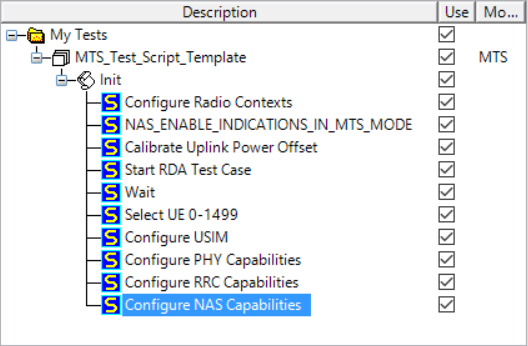 Description Use Mo...
My Tests
MTS_Test_Script_Template MTS
Init
S Configure Radio Contexts
S NAS_ENABLE_INDICATIONS_IN_MTS_MODE
S Calibrate Uplink Power Offset
S Start RDA Test Case
S Wait
S Select UE 0-1499
S Configure USIM
S Configure PHY Capabilities
S Configure RRC Capabilities
S Configure NAS Capabilities